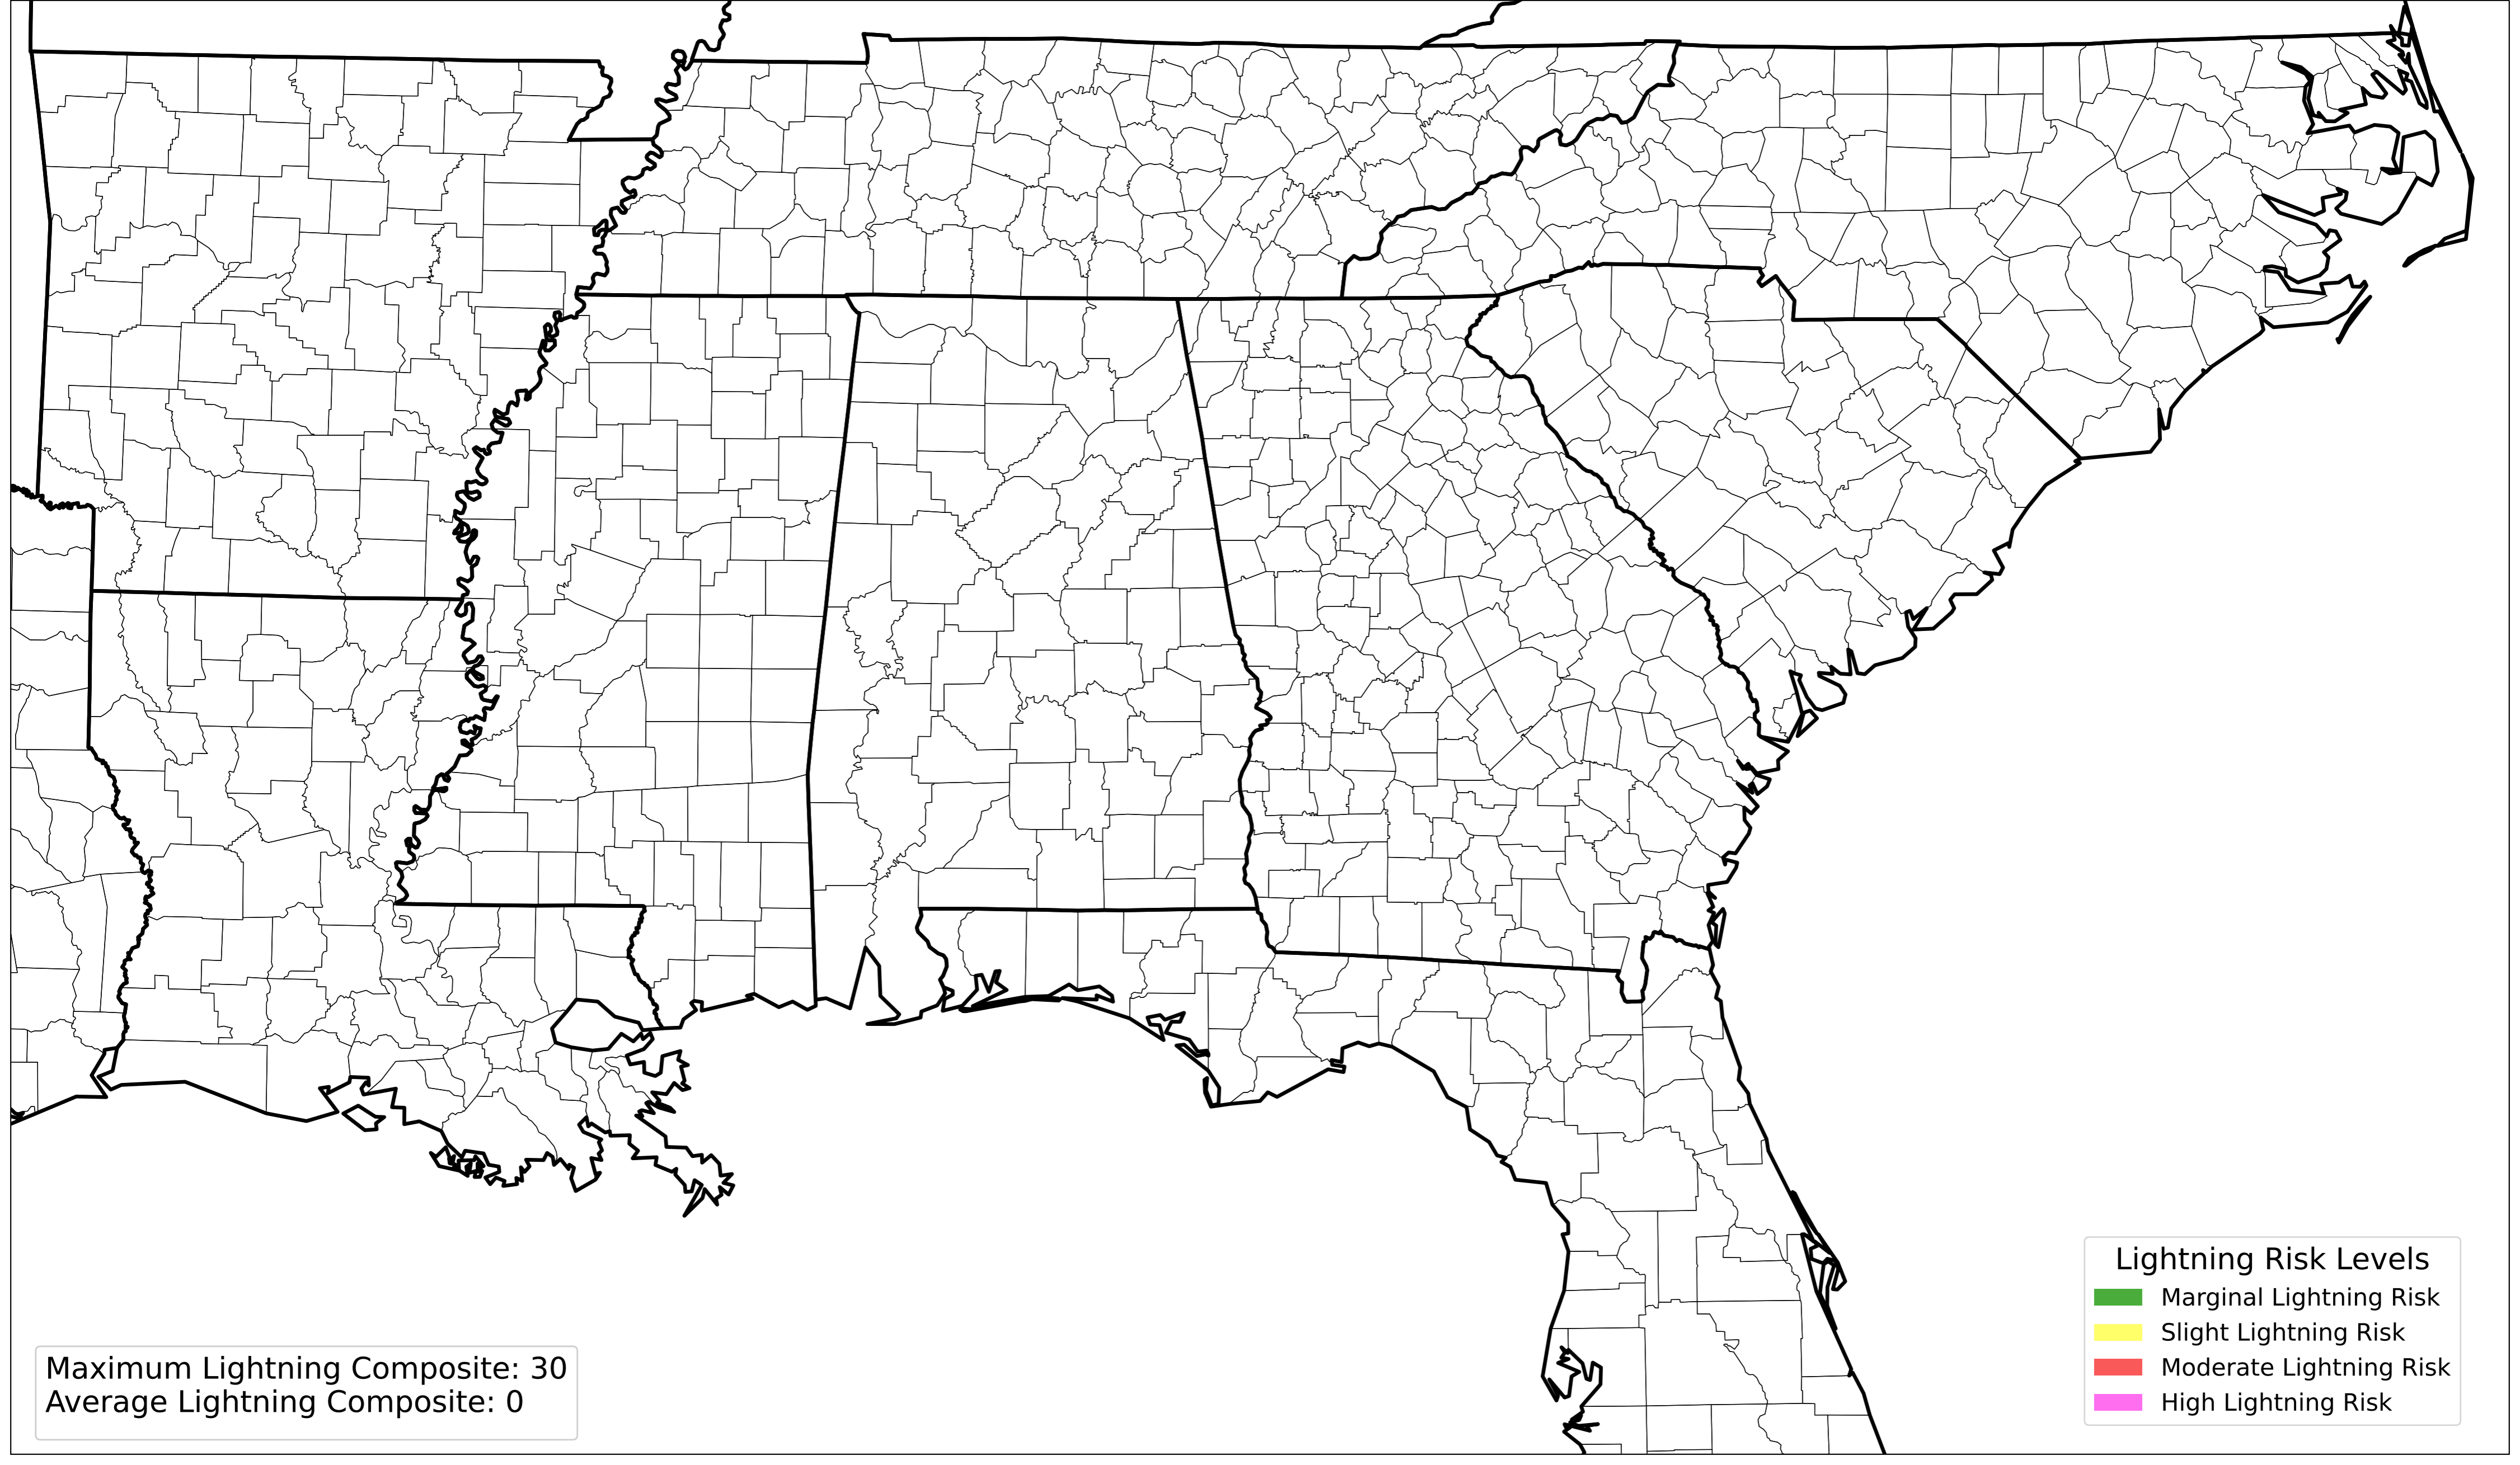 Lightning Risk Levels
Marginal Lightning Risk
Slight Lightning Risk
Moderate Lightning Risk
High Lightning Risk
Maximum Lightning Composite: 30
Average Lightning Composite: 0